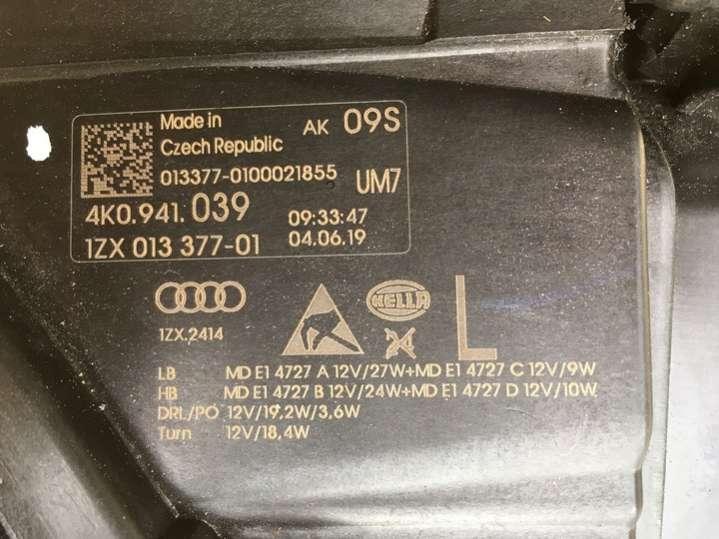 Made in AK 09S
Czech Republic
013377-0100021855 UM7
4K0.941.039 09:33:47
1ZX 013 377-01 04.06.19
HELLA
L
1ZX.2414
24
LB MD E1 4727 A 12V/27W+MD E1 4727 C 12V/9W
HB MD E1 4727 B 12V/24W+MD E1 4727 D 12V/10W
DRL/PO 12V/19,2W/3,6W
Turn 12V/18,4W